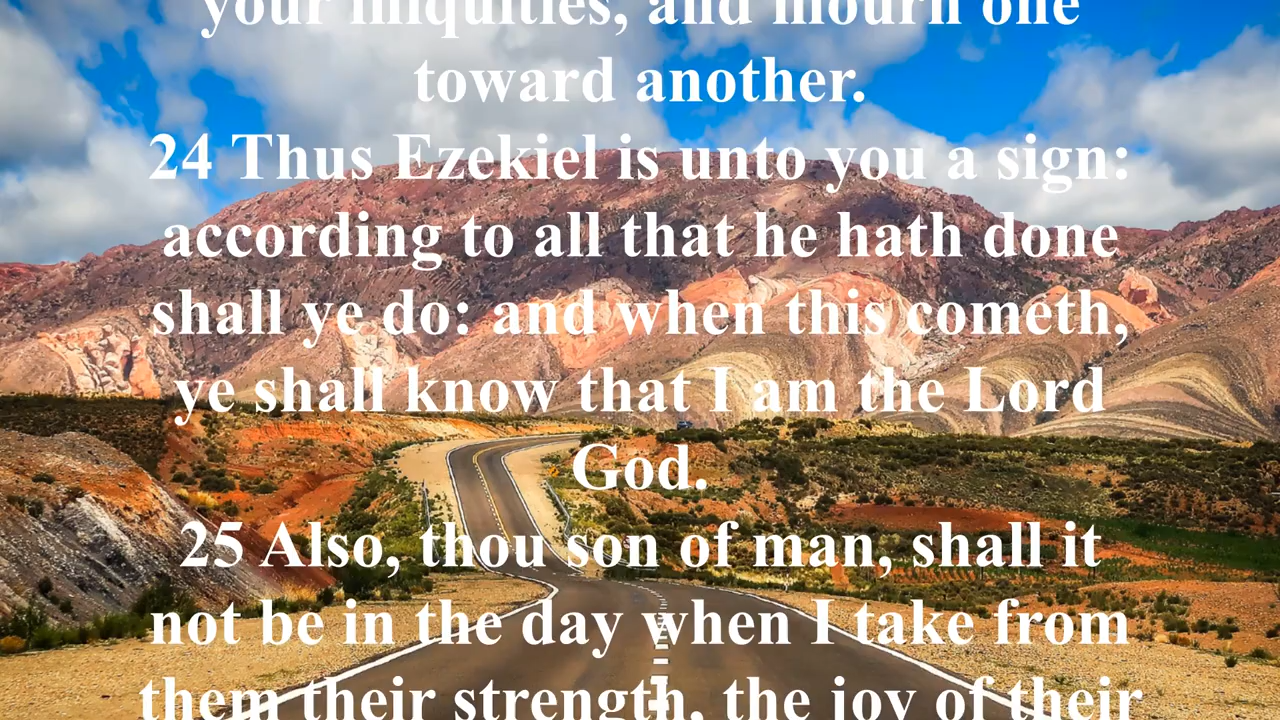 your iniquities, and mourn one
toward another.
24 Thus Ezekiel is unto you a sign:
according to all that he hath done
shall ye do: and when this cometh,
ye shall know that I am the Lord
God.
25 Also, thou son of man, shall it
not be in the day when I take from
them their strength, the joy of their